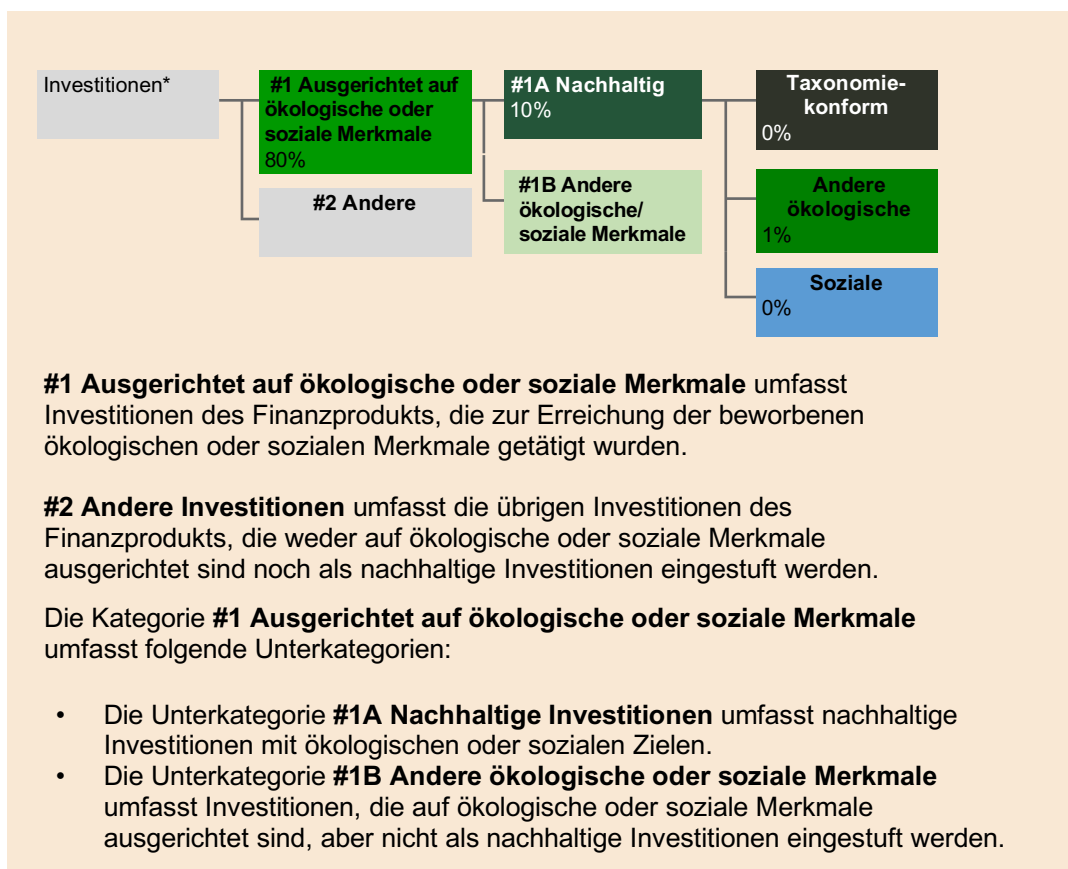 Investitionen*
#1 Ausgerichtet auf
ökologische oder
soziale Merkmale
80%
#2 Andere
#1A Nachhaltig
10%
#1B Andere
ökologische/
soziale Merkmale
Taxonomie-
konform
0%
Andere
ökologische
1%
Soziale
0%
#1 Ausgerichtet auf ökologische oder soziale Merkmale umfasst
Investitionen des Finanzprodukts, die zur Erreichung der beworbenen
ökologischen oder sozialen Merkmale getätigt wurden.
#2 Andere Investitionen umfasst die übrigen Investitionen des
Finanzprodukts, die weder auf ökologische oder soziale Merkmale
ausgerichtet sind noch als nachhaltige Investitionen eingestuft werden.
Die Kategorie #1 Ausgerichtet auf ökologische oder soziale Merkmale
umfasst folgende Unterkategorien:
• Die Unterkategorie #1A Nachhaltige Investitionen umfasst nachhaltige
Investitionen mit ökologischen oder sozialen Zielen.
• Die Unterkategorie #1B Andere ökologische oder soziale Merkmale
umfasst Investitionen, die auf ökologische oder soziale Merkmale
ausgerichtet sind, aber nicht als nachhaltige Investitionen eingestuft werden.